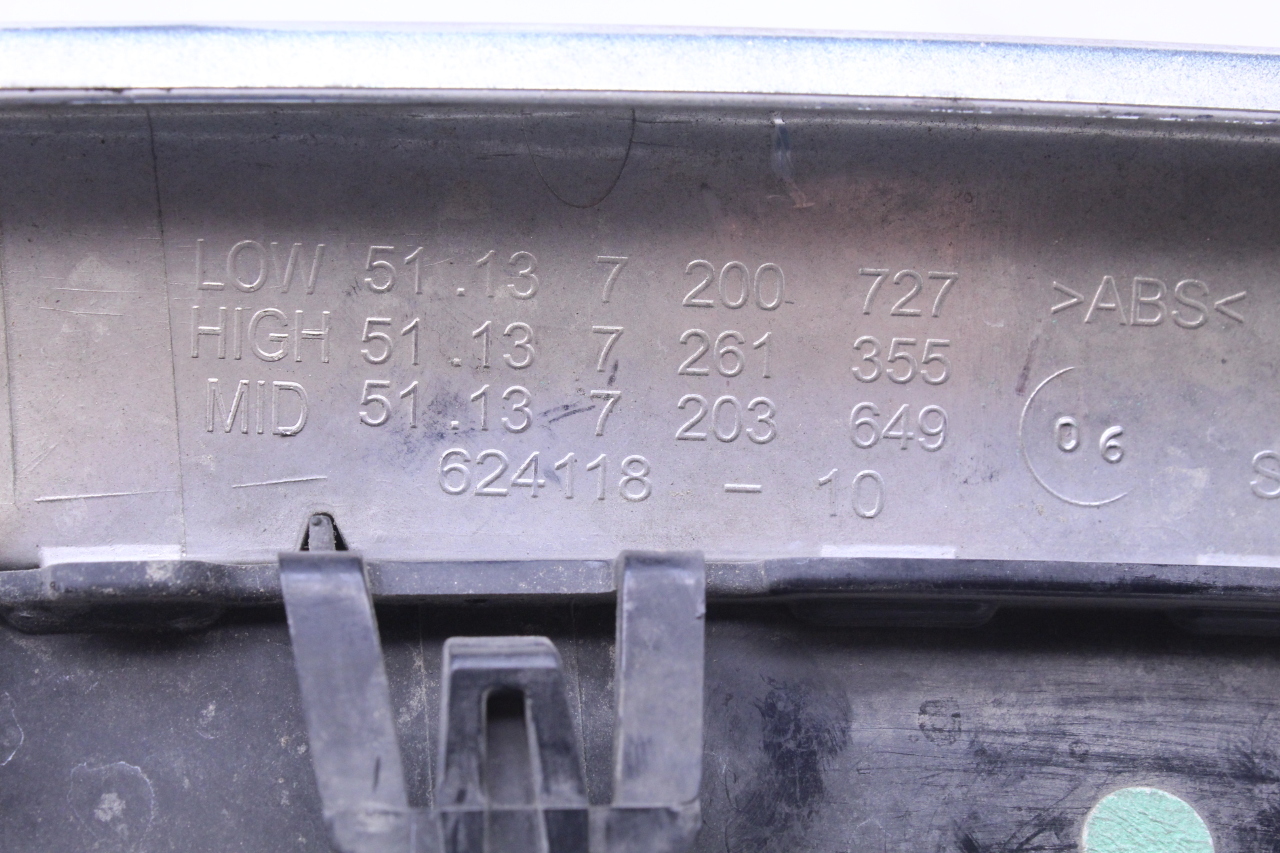 LOW 51.13 7 200 727
HIGH 51.13 7 261 355
MID 51.13 7 203 649
624118 - 10
>ABS<
06
S